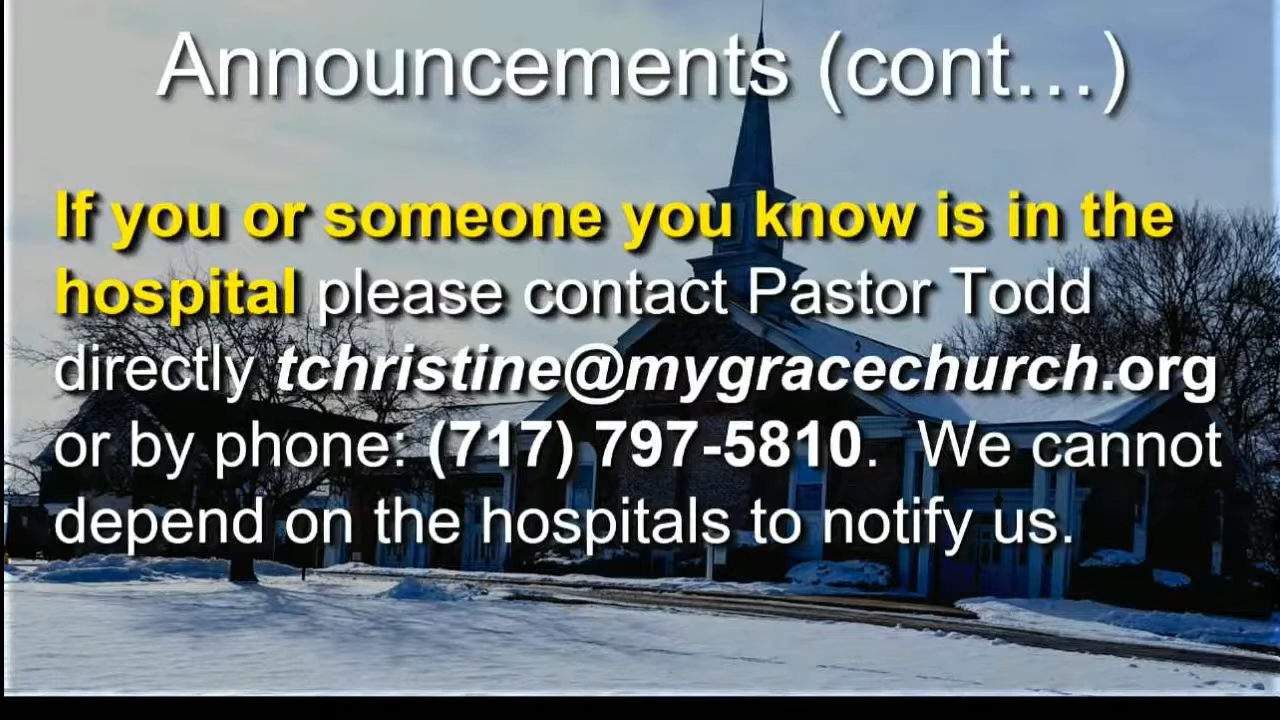 Announcements (cont…)
If you or someone you know is in the
hospital please contact Pastor Todd
directly tchristine@mygracechurch.org
or by phone: (717) 797-5810.  We cannot
depend on the hospitals to notify us.